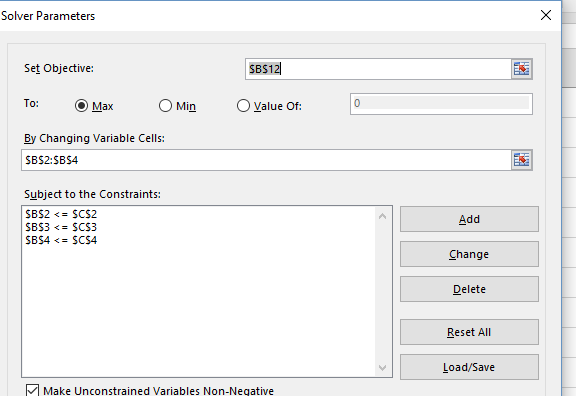 Solver Parameters
Set Objective: $B$12
To: Max Min Value Of: 0
By Changing Variable Cells:
$B$2:$B$4
Subject to the Constraints:
$B$2 <= $C$2
$B$3 <= $C$3
$B$4 <= $C$4
Add
Change
Delete
Reset All
Load/Save
Make Unconstrained Variables Non-Negative